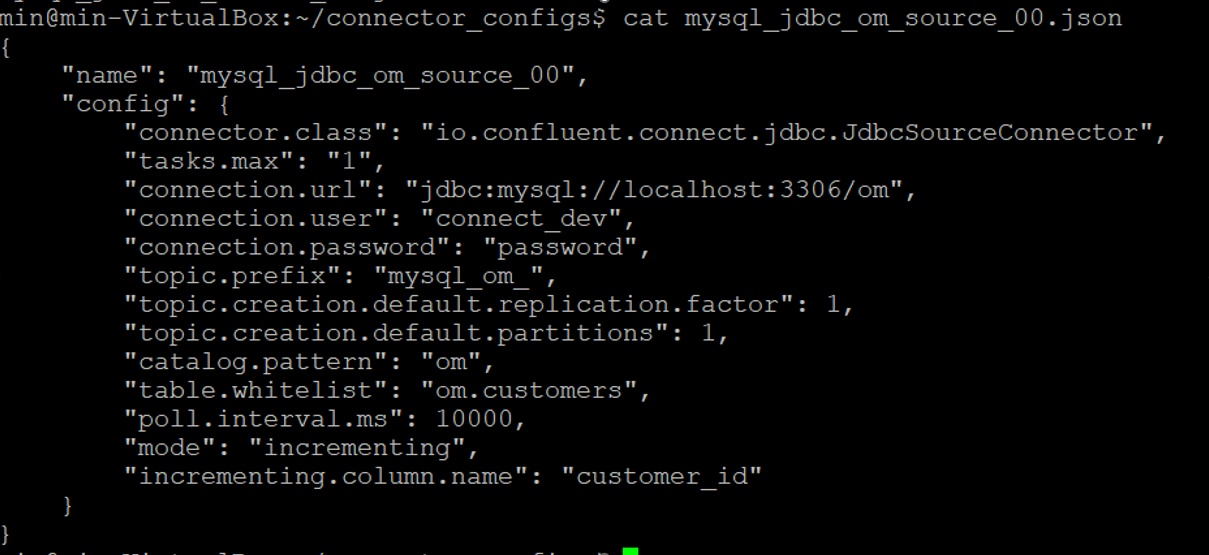 min@min-VirtualBox:~/connector_configs$ cat mysql_jdbc_om_source_00.json
{
    "name": "mysql_jdbc_om_source_00",
    "config": {
        "connector.class": "io.confluent.connect.jdbc.JdbcSourceConnector",
        "tasks.max": "1",
        "connection.url": "jdbc:mysql://localhost:3306/om",
        "connection.user": "connect_dev",
        "connection.password": "password",
        "topic.prefix": "mysql_om_",
        "topic.creation.default.replication.factor": 1,
        "topic.creation.default.partitions": 1,
        "catalog.pattern": "om",
        "table.whitelist": "om.customers",
        "poll.interval.ms": 10000,
        "mode": "incrementing",
        "incrementing.column.name": "customer_id"
    }
}